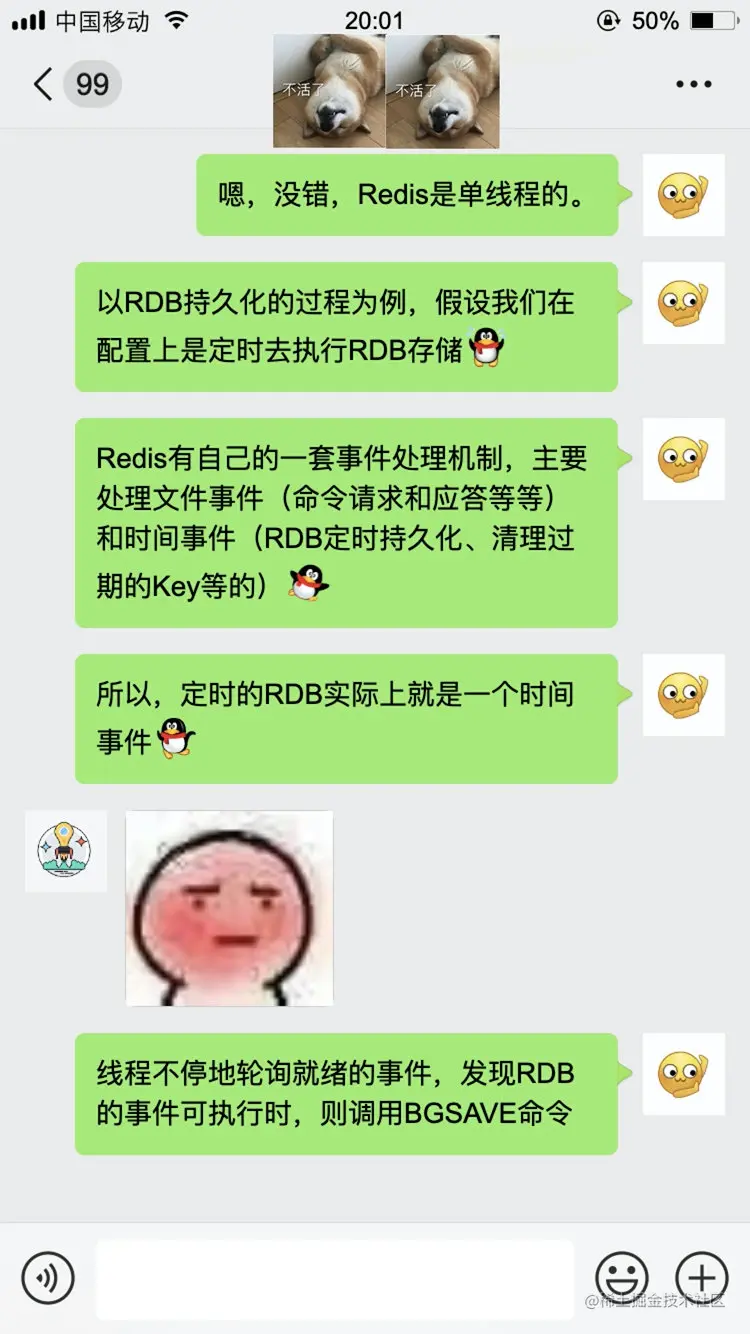 中国移动
20:01
50%
99
不活了
不活了
嗯，没错，Redis是单线程的。
以RDB持久化的过程为例，假设我们在
配置上是定时去执行RDB存储
Redis有自己的一套事件处理机制，主要
处理文件事件（命令请求和应答等等）
和时间事件（RDB定时持久化、清理过
期的Key等的）
所以，定时的RDB实际上就是一个时间
事件
线程不停地轮询就绪的事件，发现RDB
的事件可执行时，则调用BGSAVE命令
@稀土掘金技术社区